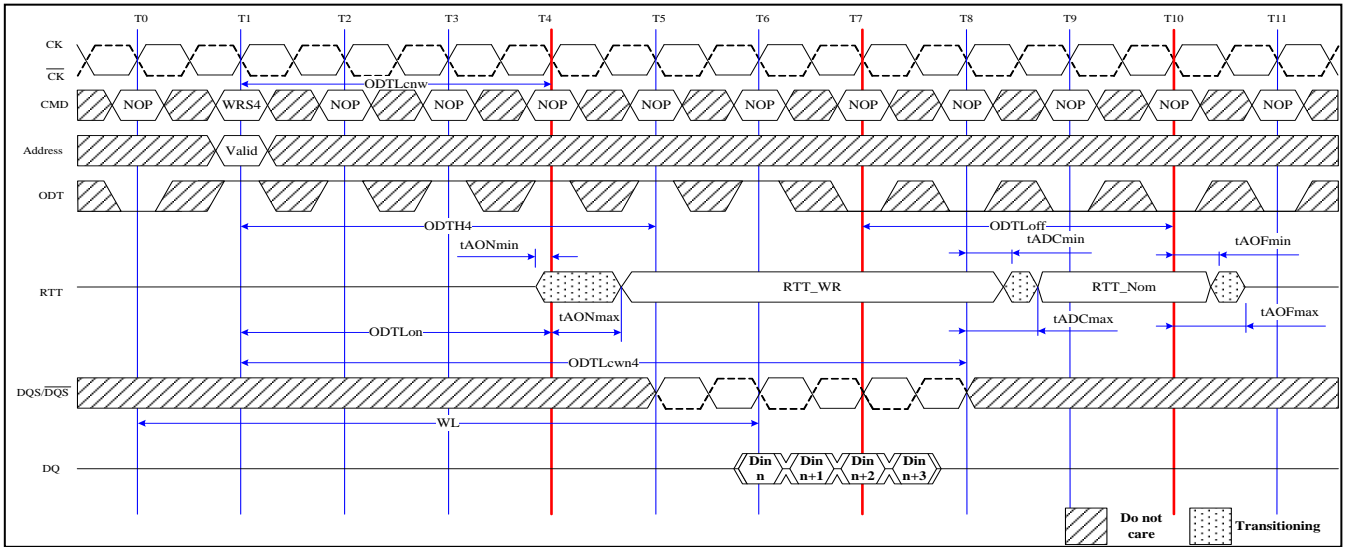 T0 T1 T2 T3 T4 T5 T6 T7 T8 T9 T10 T11
CK
CK
ODTLcnw
CMD NOP WRS4 NOP NOP NOP NOP NOP NOP NOP NOP NOP NOP
Address Valid
ODT
ODTH4 ODTLoff
tAONmin tADCmin tAOFmin
RTT RTT_WR RTT_Nom
tAONmax tADCmax tAOFmax
ODTLon
ODTLcwn4
DQS/DQS
WL
DQ Din n Din n+1 Din n+2 Din n+3
Do not care Transitioning